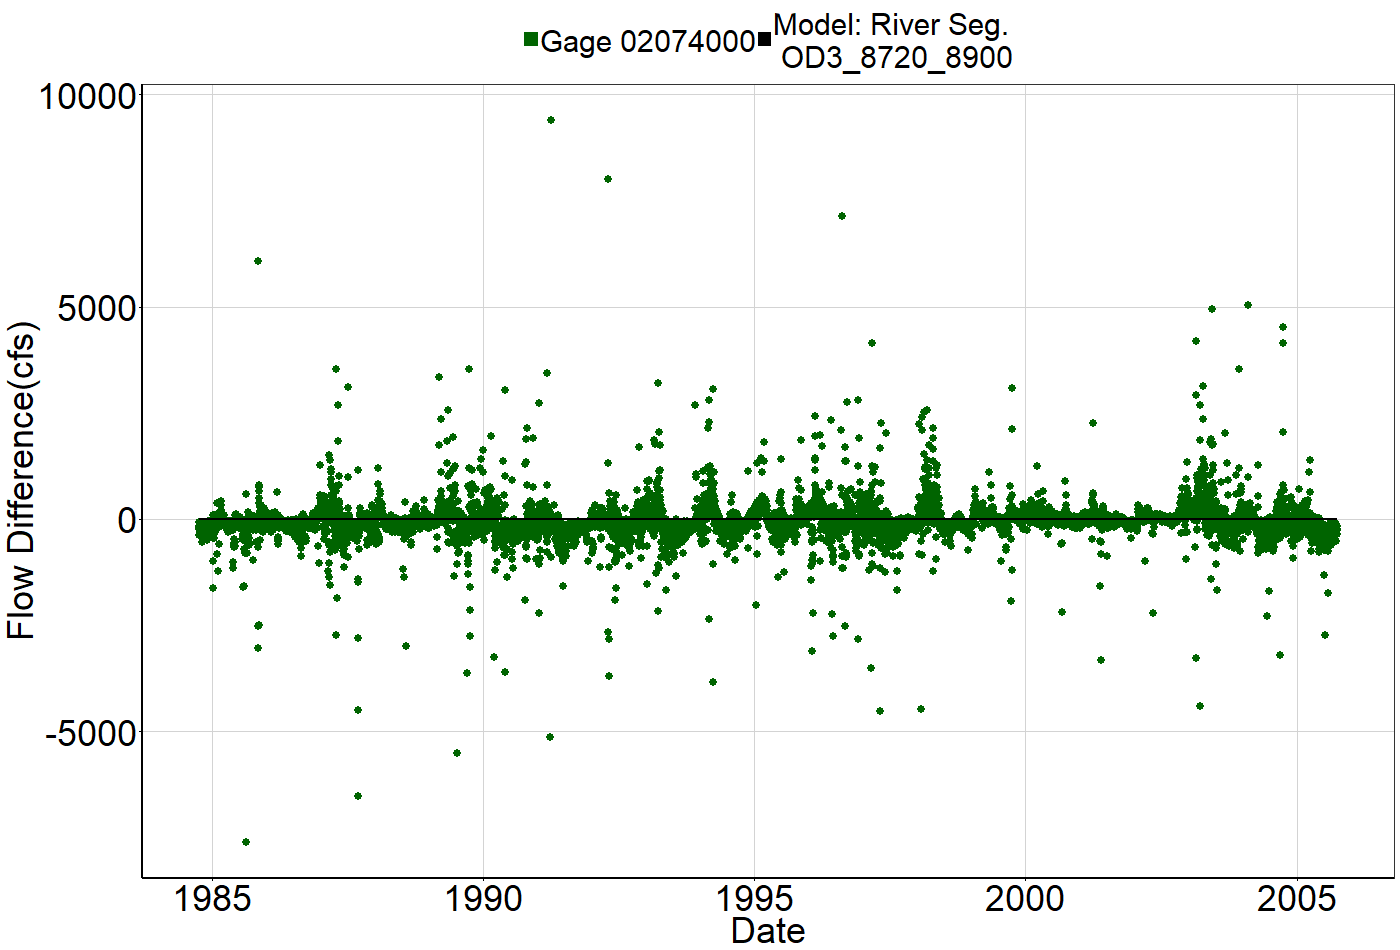 Gage 02074000
Model: River Seg.
OD3_8720_8900
Flow Difference(cfs)
10000
5000
0
-5000
1985
1990
1995
2000
2005
Date